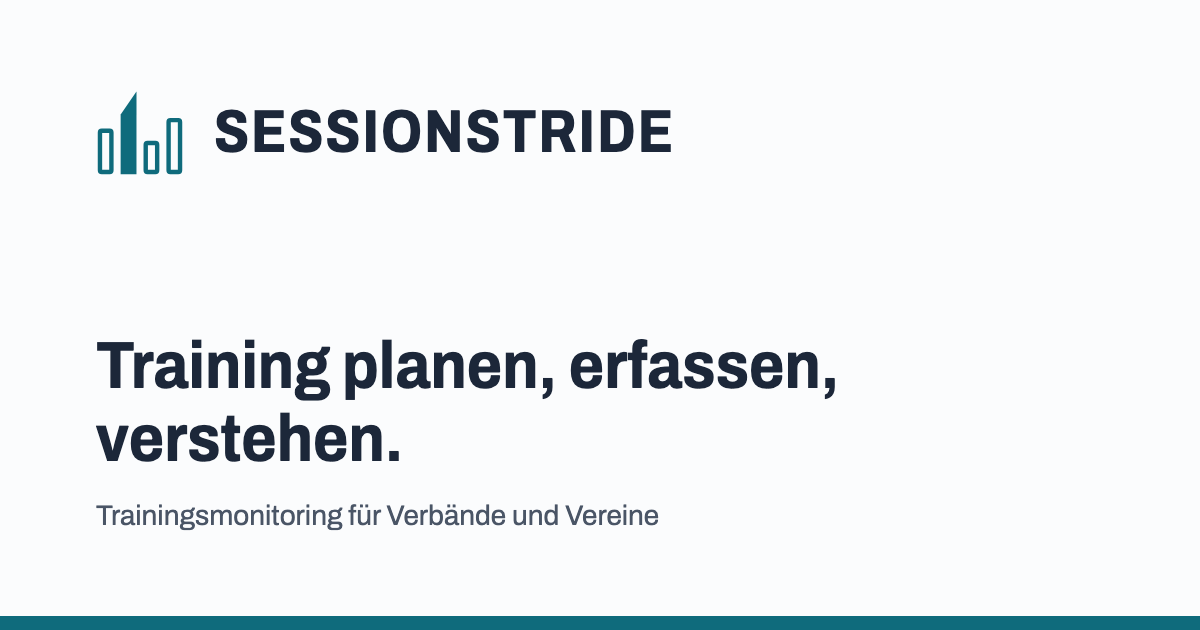 SESSIONSTRIDE
Training planen, erfassen,
verstehen.
Trainingsmonitoring für Verbände und Vereine